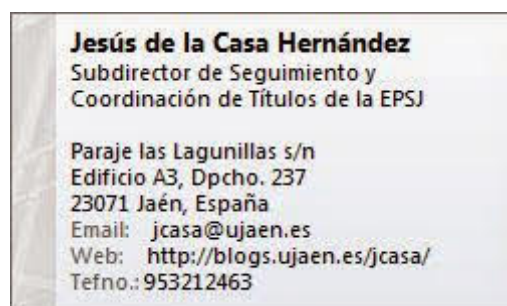 Jesús de la Casa Hernández
Subdirector de Seguimiento y
Coordinación de Títulos de la EPSJ
Paraje las Lagunillas s/n
Edificio A3, Dpcho. 237
23071 Jaén, España
Email: jcasa@ujaen.es
Web: http://blogs.ujaen.es/jcasa/
Tefno.: 953212463